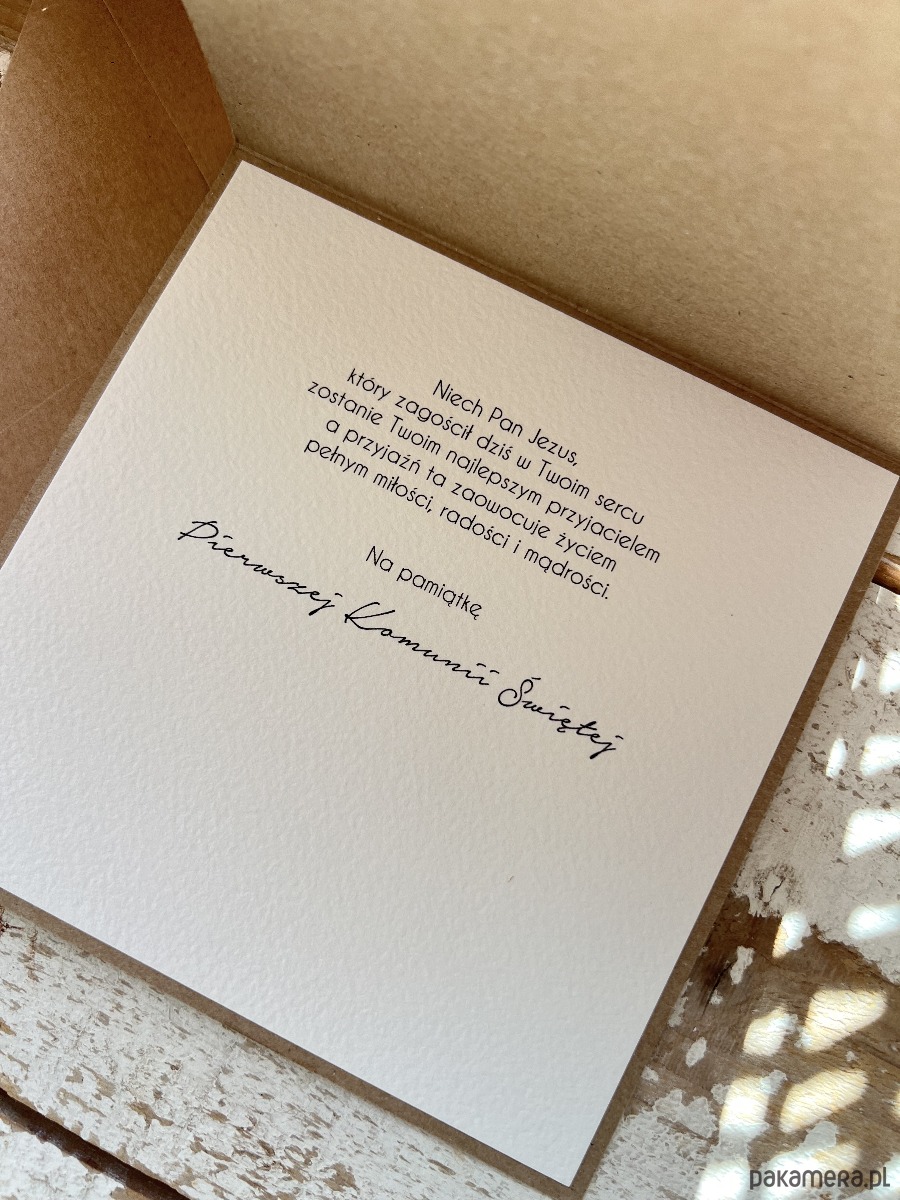 Niech Pan Jezus,
który zagościł dziś w Twoim sercu
zostanie Twoim najlepszym przyjacielem
a przyjaźń ta zaowocuje życiem
pełnym miłości, radości i mądrości.
Na pamiątkę
Pierwszej Komunii Świętej
pakamera.pl